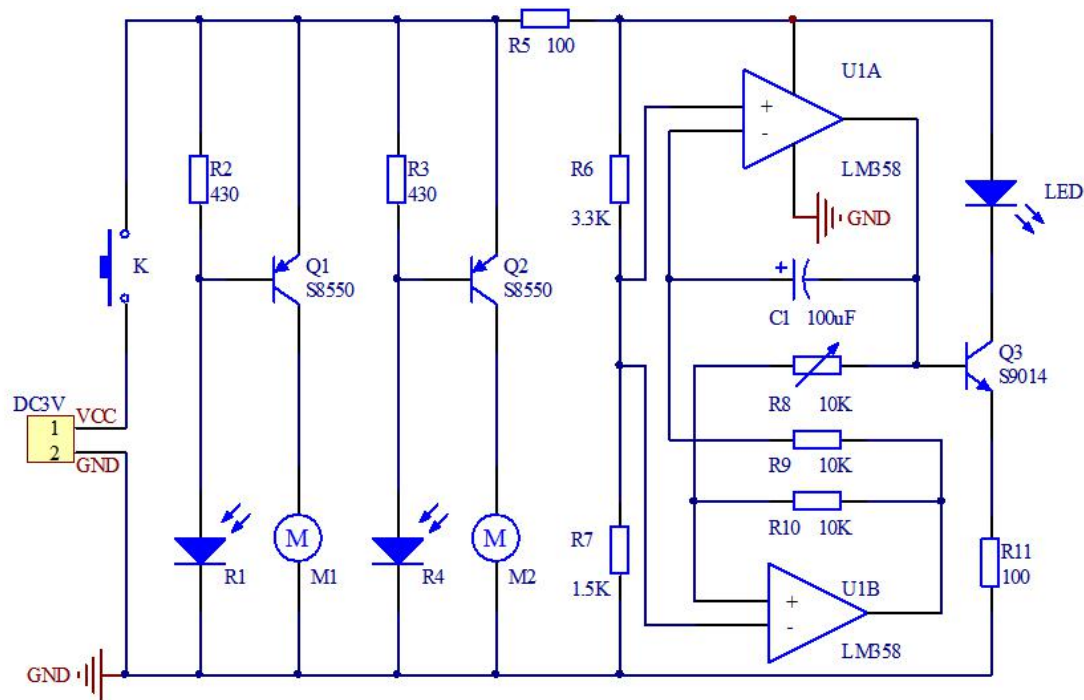 R5 100
U1A
+
-
LM358
GND
R2
430
R3
430
R6
3.3K
LED
K
Q1
S8550
Q2
S8550
+
C1 100uF
Q3
S9014
R8 10K
DC3V
VCC
1
2
GND
R9 10K
R10 10K
M
M1
R1
M
M2
R4
R7
1.5K
R11
100
U1B
+
-
LM358
GND